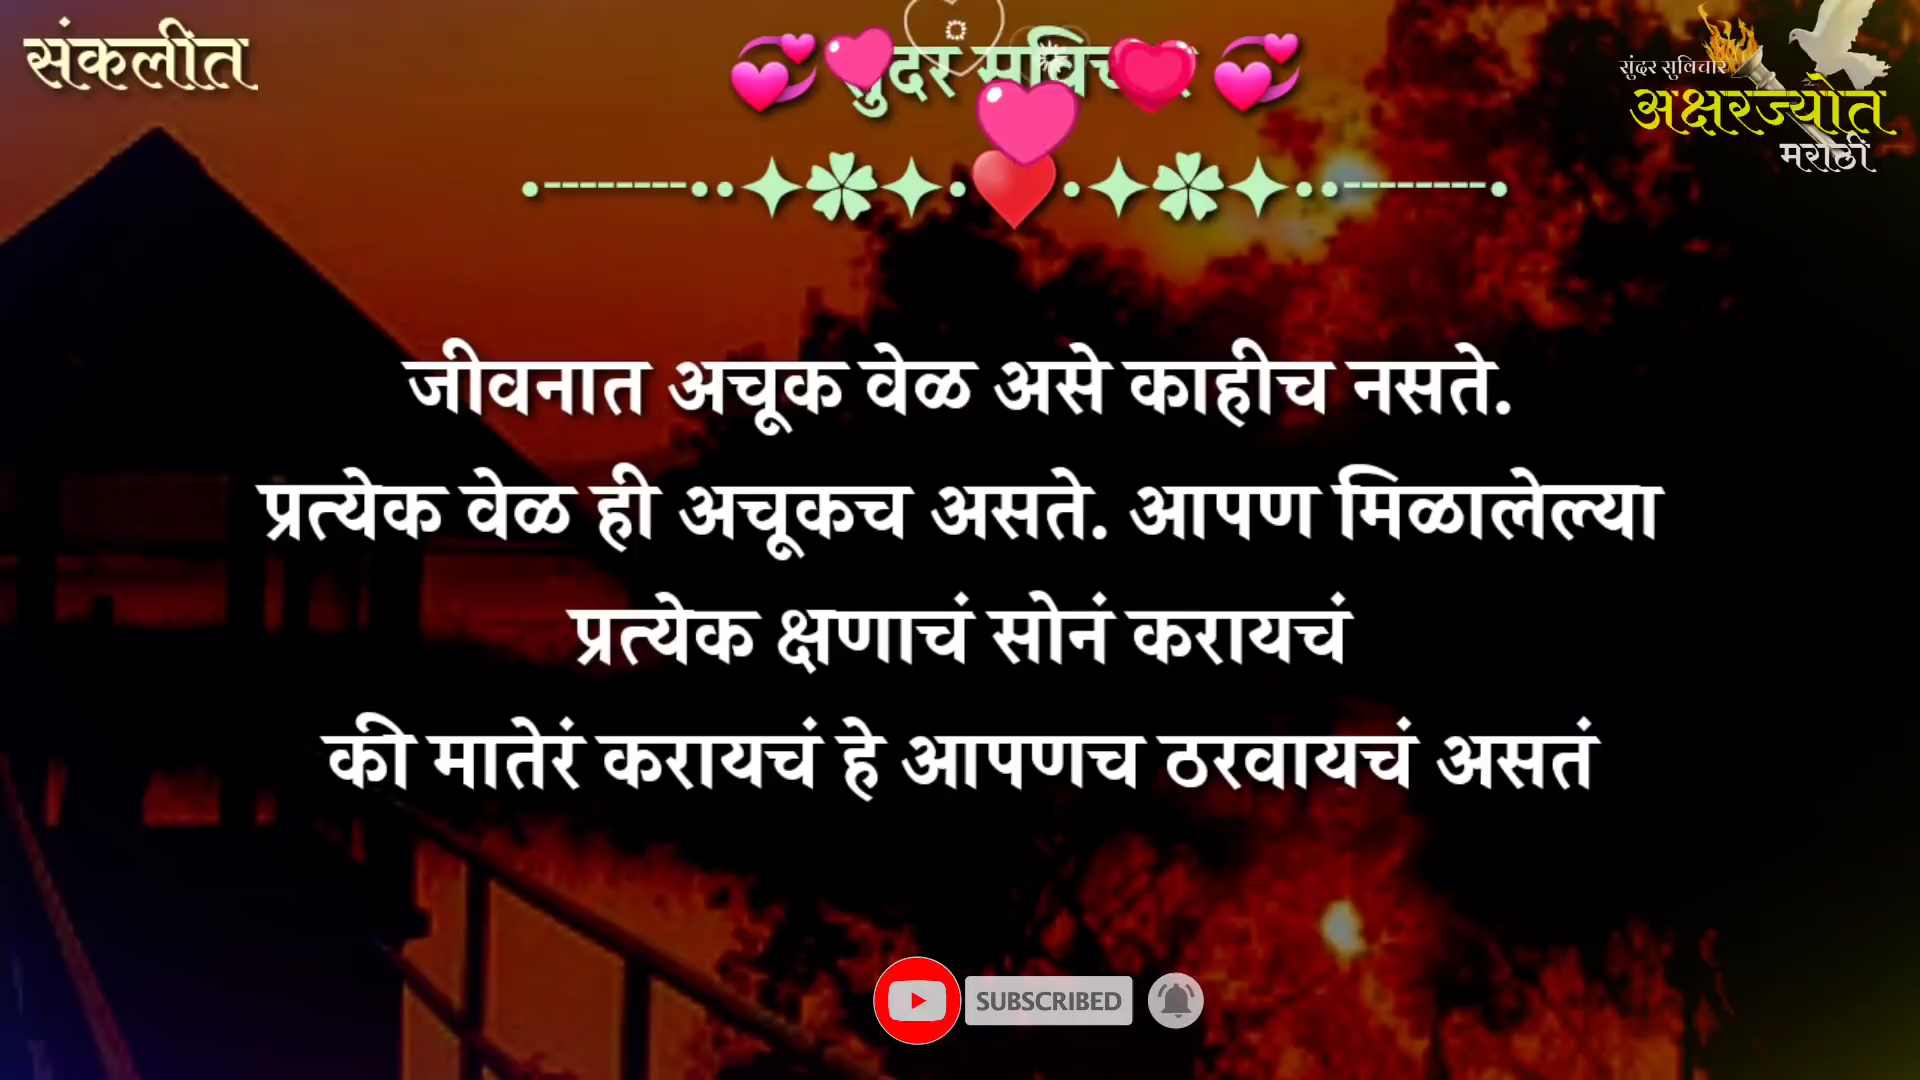 संकलीत
सुंदर सुविचार
सुंदर सुविचार
अक्षरज्योत
मराठी
जीवनात अचूक वेळ असे काहीच नसते.
प्रत्येक वेळ ही अचूकच असते. आपण मिळालेल्या
प्रत्येक क्षणाचं सोनं करायचं
की मातेरं करायचं हे आपणच ठरवायचं असतं
SUBSCRIBED